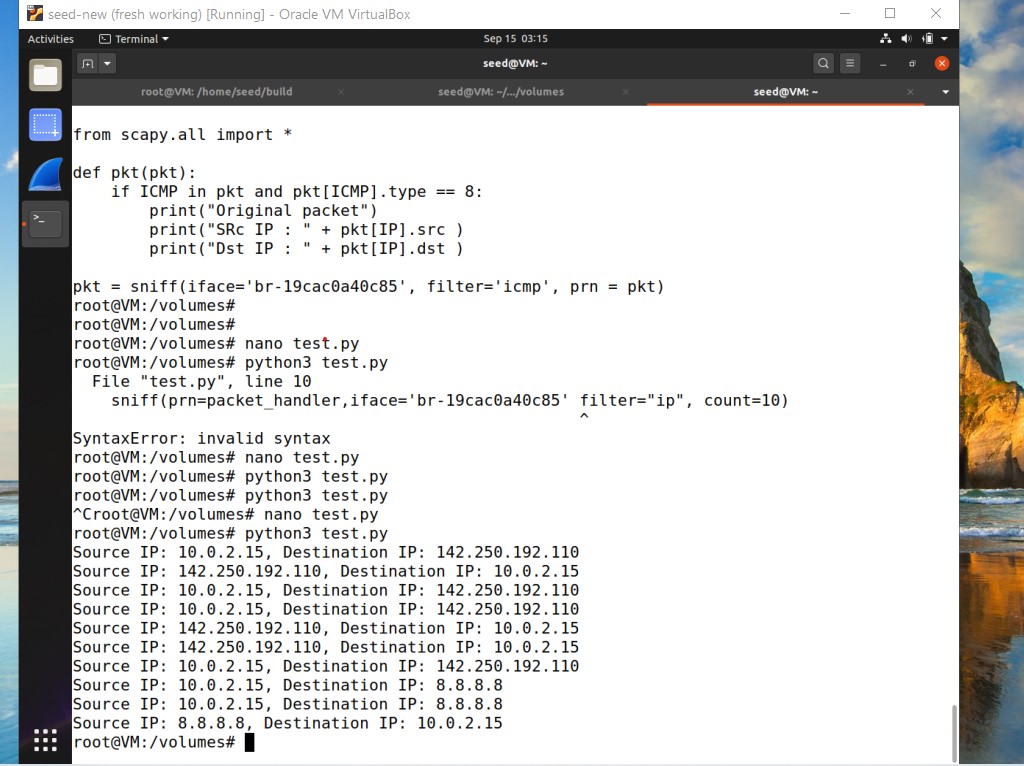 seed-new (fresh working) [Running] - Oracle VM VirtualBox
Activities Terminal Sep 15 03:15
seed@VM: ~
root@VM: /home/seed/build seed@VM: ~/.../volumes seed@VM: ~
from scapy.all import *
def pkt(pkt):
    if ICMP in pkt and pkt[ICMP].type == 8:
        print("Original packet")
        print("SRc IP : " + pkt[IP].src )
        print("Dst IP : " + pkt[IP].dst )
pkt = sniff(iface='br-19cac0a40c85', filter='icmp', prn = pkt)
root@VM:/volumes#
root@VM:/volumes#
root@VM:/volumes# nano test.py
root@VM:/volumes# python3 test.py
  File "test.py", line 10
    sniff(prn=packet_handler,iface='br-19cac0a40c85' filter="ip", count=10)
                                                     ^
SyntaxError: invalid syntax
root@VM:/volumes# nano test.py
root@VM:/volumes# python3 test.py
root@VM:/volumes# python3 test.py
^Croot@VM:/volumes# nano test.py
root@VM:/volumes# python3 test.py
Source IP: 10.0.2.15, Destination IP: 142.250.192.110
Source IP: 142.250.192.110, Destination IP: 10.0.2.15
Source IP: 10.0.2.15, Destination IP: 142.250.192.110
Source IP: 10.0.2.15, Destination IP: 142.250.192.110
Source IP: 142.250.192.110, Destination IP: 10.0.2.15
Source IP: 142.250.192.110, Destination IP: 10.0.2.15
Source IP: 10.0.2.15, Destination IP: 142.250.192.110
Source IP: 10.0.2.15, Destination IP: 8.8.8.8
Source IP: 10.0.2.15, Destination IP: 8.8.8.8
Source IP: 8.8.8.8, Destination IP: 10.0.2.15
root@VM:/volumes#